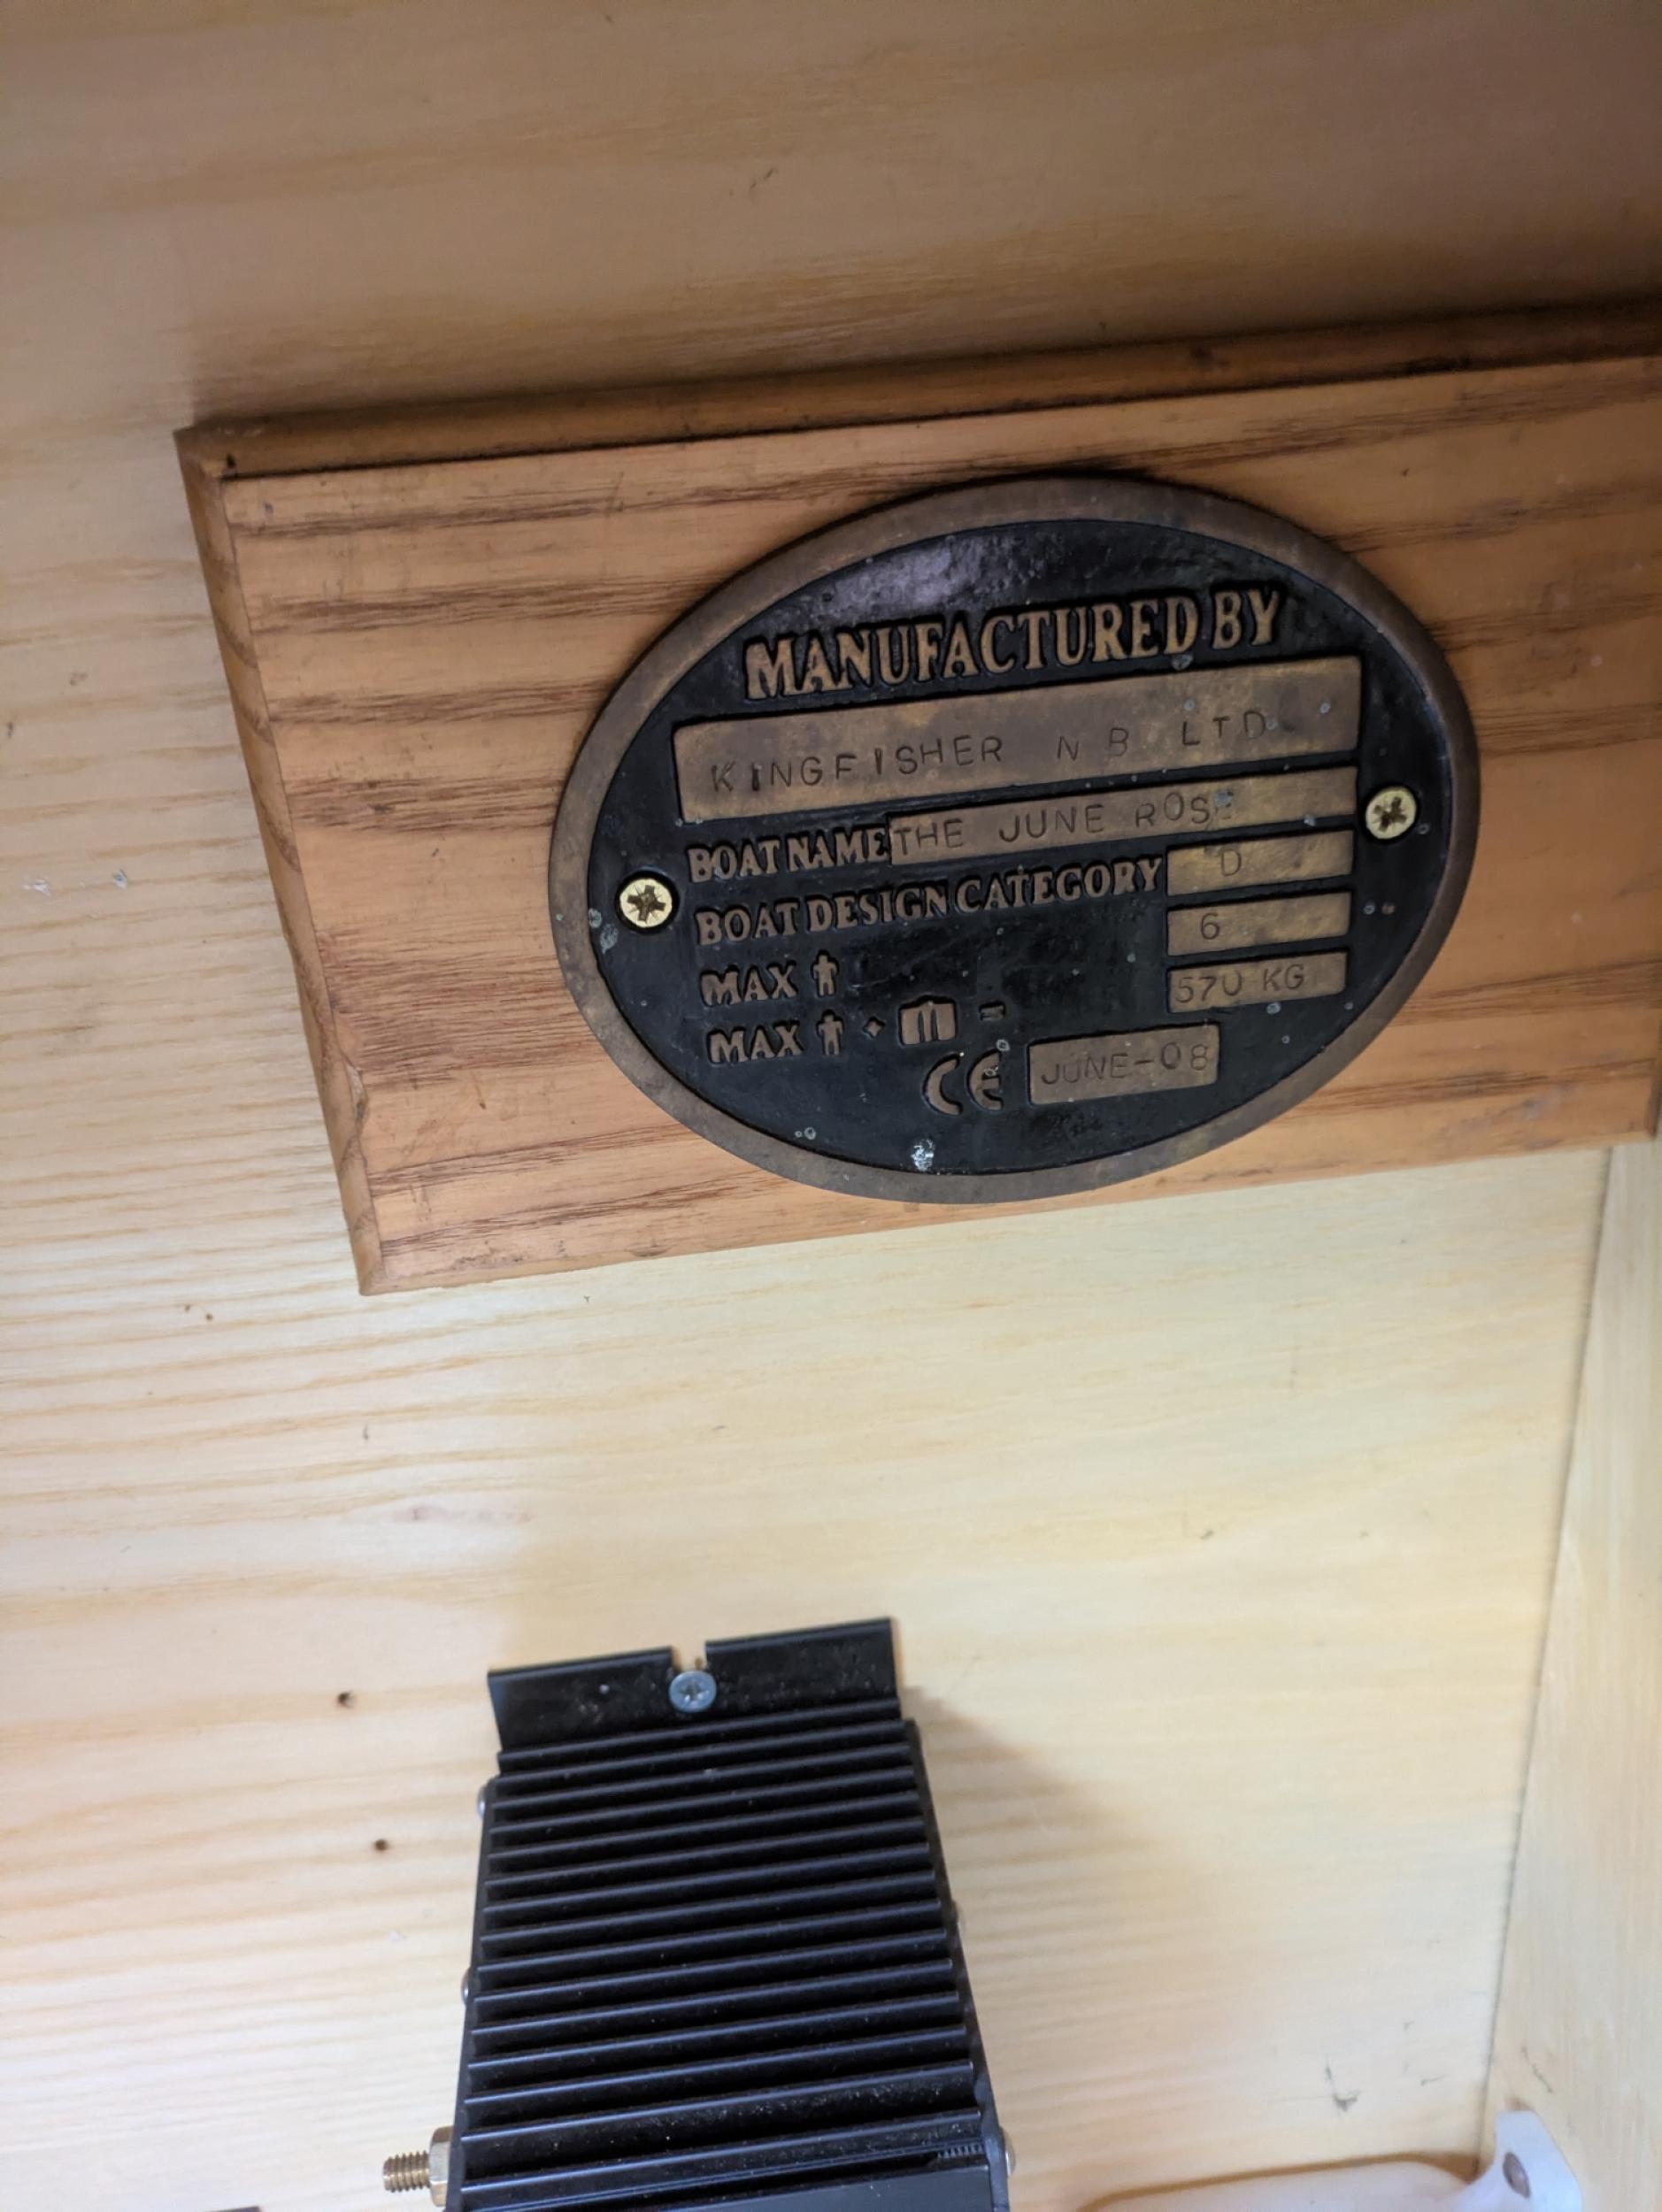 MANUFACTURED BY
KINGFISHER N B LTD
BOAT NAME THE JUNE ROSE
BOAT DESIGN CATEGORY D
MAX 6
MAX + = 570 KG
CE JUNE-08